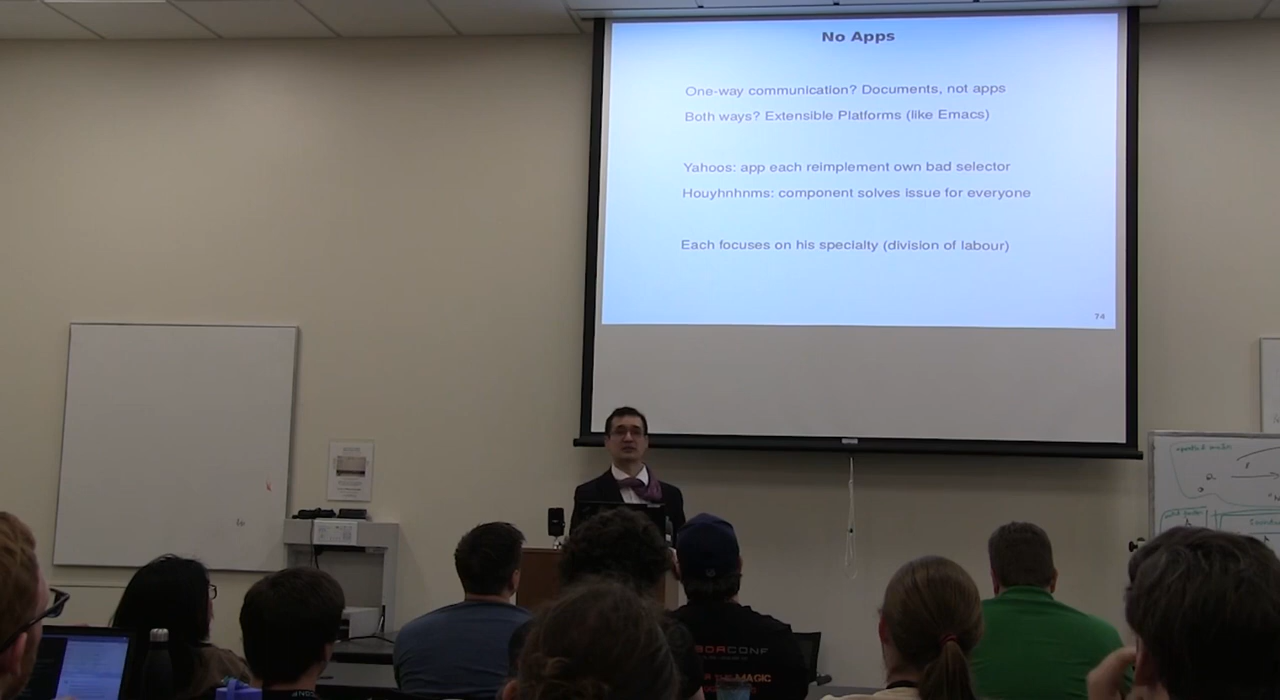 No Apps
One-way communication? Documents, not apps
Both ways? Extensible Platforms (like Emacs)
Yahoos: app each reimplement own bad selector
Houyhnhnms: component solves issue for everyone
Each focuses on his specialty (division of labour)
74
MAGIC